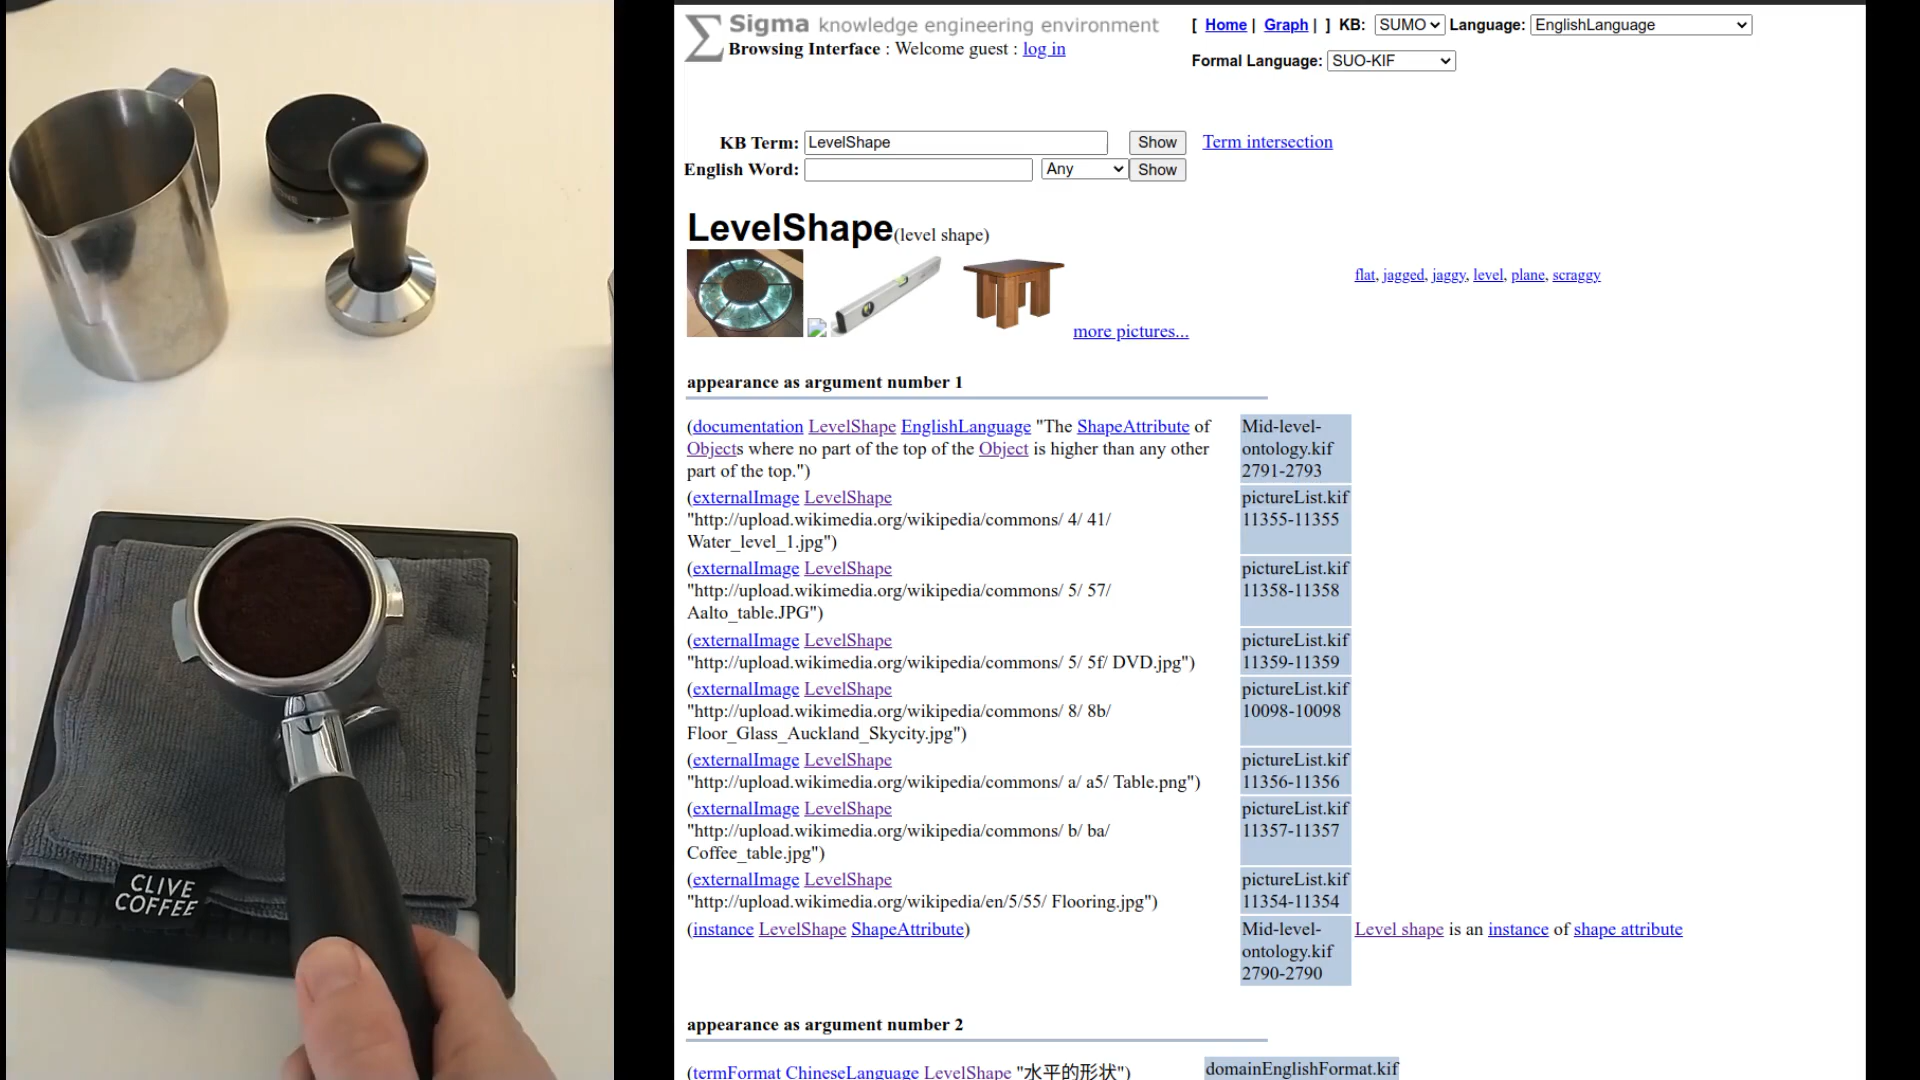 CLIVE
COFFEE
Sigma knowledge engineering environment
Browsing Interface : Welcome guest : log in
[ Home | Graph | ] KB: SUMO Language: EnglishLanguage
Formal Language: SUO-KIF
KB Term: LevelShape Show Term intersection
English Word: Any Show
LevelShape(level shape)
flat, jagged, jaggy, level, plane, scraggy
more pictures...
appearance as argument number 1
(documentation LevelShape EnglishLanguage "The ShapeAttribute of
Objects where no part of the top of the Object is higher than any other
part of the top.")
Mid-level-
ontology.kif
2791-2793
(externalImage LevelShape
"http://upload.wikimedia.org/wikipedia/commons/ 4/ 41/
Water_level_1.jpg")
pictureList.kif
11355-11355
(externalImage LevelShape
"http://upload.wikimedia.org/wikipedia/commons/ 5/ 57/
Aalto_table.JPG")
pictureList.kif
11358-11358
(externalImage LevelShape
"http://upload.wikimedia.org/wikipedia/commons/ 5/ 5f/ DVD.jpg")
pictureList.kif
11359-11359
(externalImage LevelShape
"http://upload.wikimedia.org/wikipedia/commons/ 8/ 8b/
Floor_Glass_Auckland_Skycity.jpg")
pictureList.kif
10098-10098
(externalImage LevelShape
"http://upload.wikimedia.org/wikipedia/commons/ a/ a5/ Table.png")
pictureList.kif
11356-11356
(externalImage LevelShape
"http://upload.wikimedia.org/wikipedia/commons/ b/ ba/
Coffee_table.jpg")
pictureList.kif
11357-11357
(externalImage LevelShape
"http://upload.wikimedia.org/wikipedia/en/5/55/ Flooring.jpg")
pictureList.kif
11354-11354
(instance LevelShape ShapeAttribute)
Mid-level-
ontology.kif
2790-2790
Level shape is an instance of shape attribute
appearance as argument number 2
(termFormat ChineseLanguage LevelShape "水平的形状")
domainEnglishFormat.kif